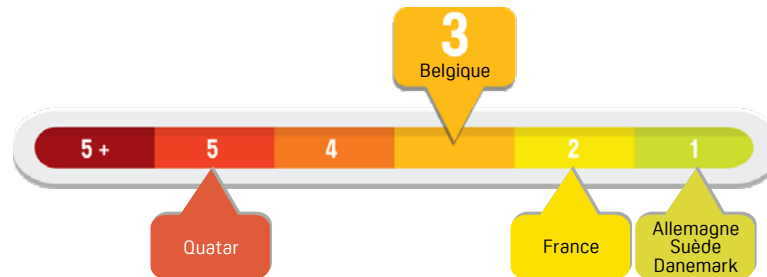 3
Belgique
5 + 5 4 2 1
Quatar
France
Allemagne
Suède
Danemark